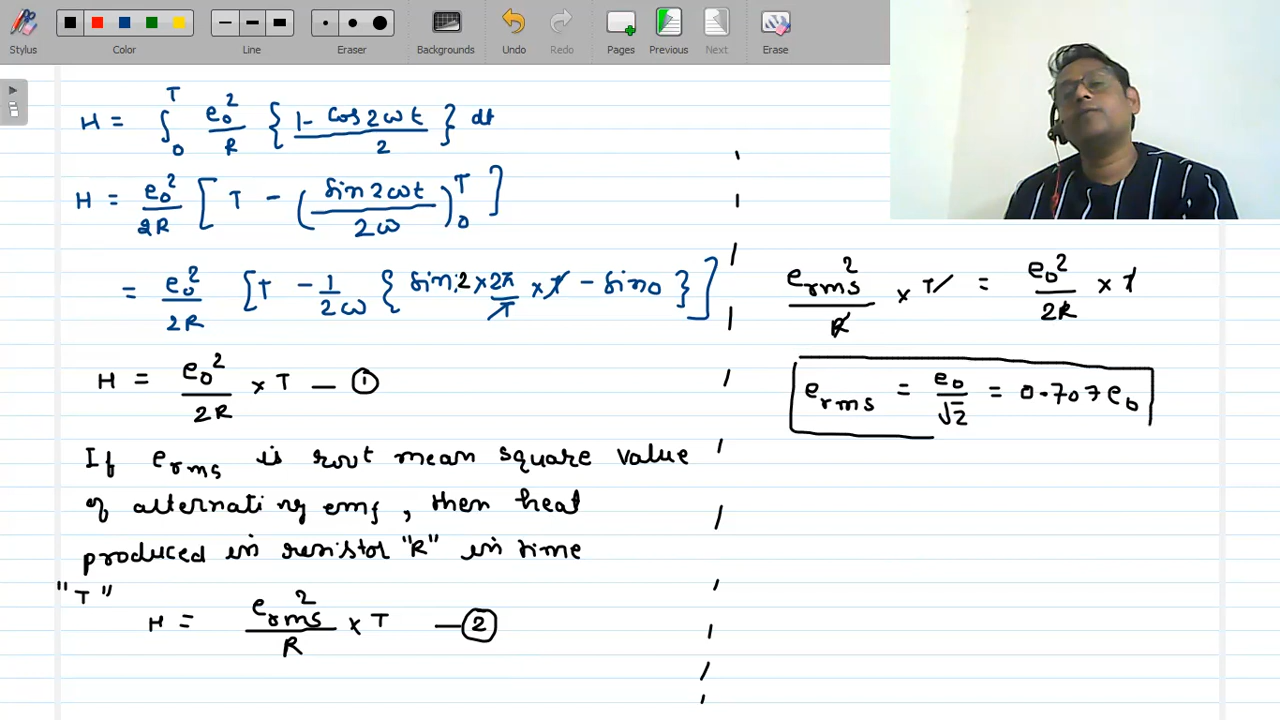 Stylus Color Line Eraser Backgrounds Undo Redo Pages Previous Next Erase
H = ∫₀ᵀ e₀²/R { 1 - cos2ωt / 2 } dt
H = e₀²/2R [ T - ( sin2ωt / 2ω )₀ᵀ ]
= e₀²/2R [ T - 1/2ω { sin 2 × 2π/T × T - sin0 } ]
H = e₀²/2R × T — ①
If e_rms is root mean square value
of alternating emf, then heat
produced in resistor "R" in time
"T"
H = e_rms²/R × T — ②
e_rms²/R × T = e₀²/2R × T
e_rms = e₀/√2 = 0.707 e₀